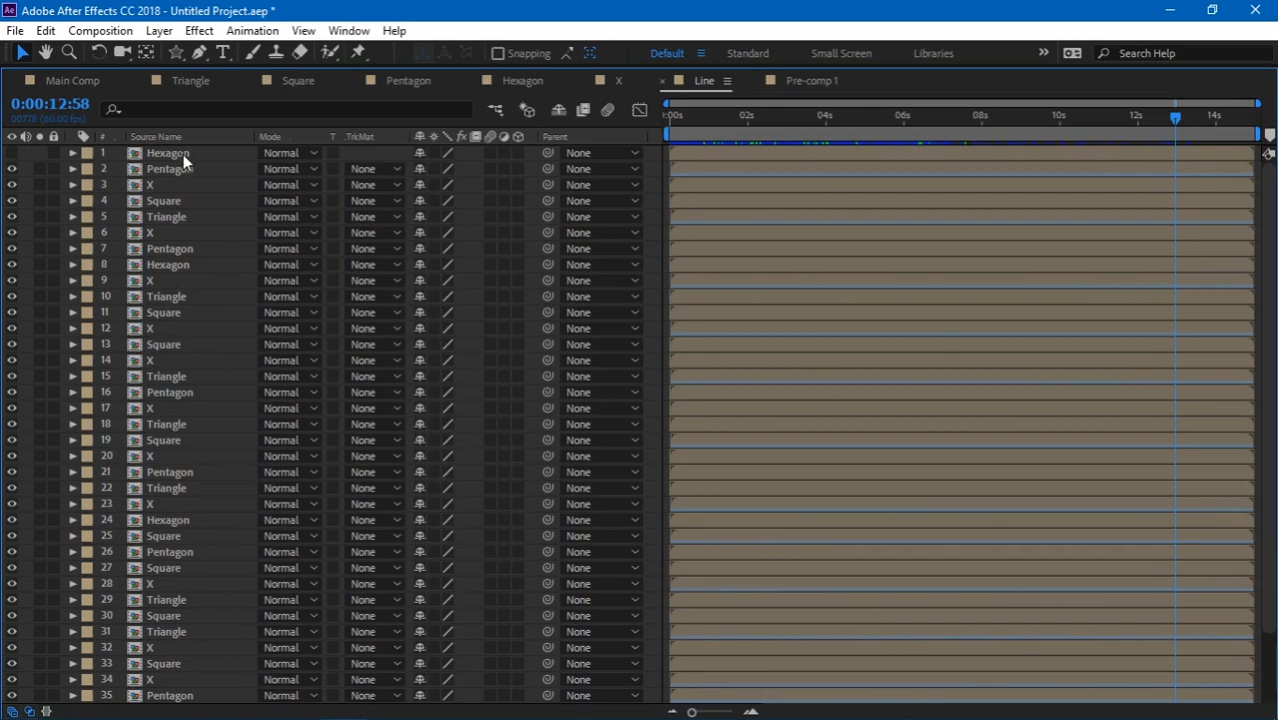 Adobe After Effects CC 2018 - Untitled Project.aep *
File Edit Composition Layer Effect Animation View Window Help
Snapping Default Standard Small Screen Libraries Search Help
Main Comp Triangle Square Pentagon Hexagon X Line Pre-comp 1
0:00:12:58
00778 (60.00 fps)
:00s 02s 04s 06s 08s 10s 12s 14s
# Source Name Mode T .TrkMat fx Parent
1 Hexagon Normal None
2 Pentagon Normal None None
3 X Normal None None
4 Square Normal None None
5 Triangle Normal None None
6 X Normal None None
7 Pentagon Normal None None
8 Hexagon Normal None None
9 X Normal None None
10 Triangle Normal None None
11 Square Normal None None
12 X Normal None None
13 Square Normal None None
14 X Normal None None
15 Triangle Normal None None
16 Pentagon Normal None None
17 X Normal None None
18 Triangle Normal None None
19 Square Normal None None
20 X Normal None None
21 Pentagon Normal None None
22 Triangle Normal None None
23 X Normal None None
24 Hexagon Normal None None
25 Square Normal None None
26 Pentagon Normal None None
27 Square Normal None None
28 X Normal None None
29 Triangle Normal None None
30 Square Normal None None
31 Triangle Normal None None
32 X Normal None None
33 Square Normal None None
34 X Normal None None
35 Pentagon Normal None None